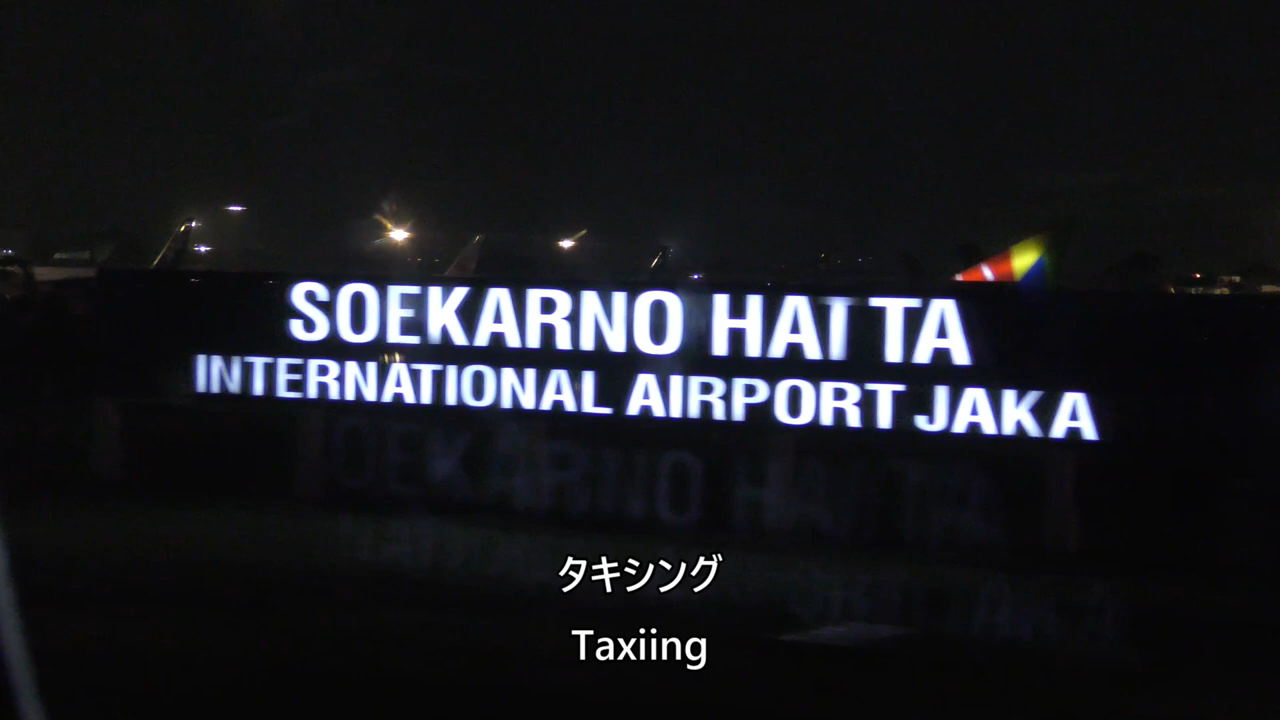 SOEKARNO HATTA
INTERNATIONAL AIRPORT JAKA
タキシング
Taxiing